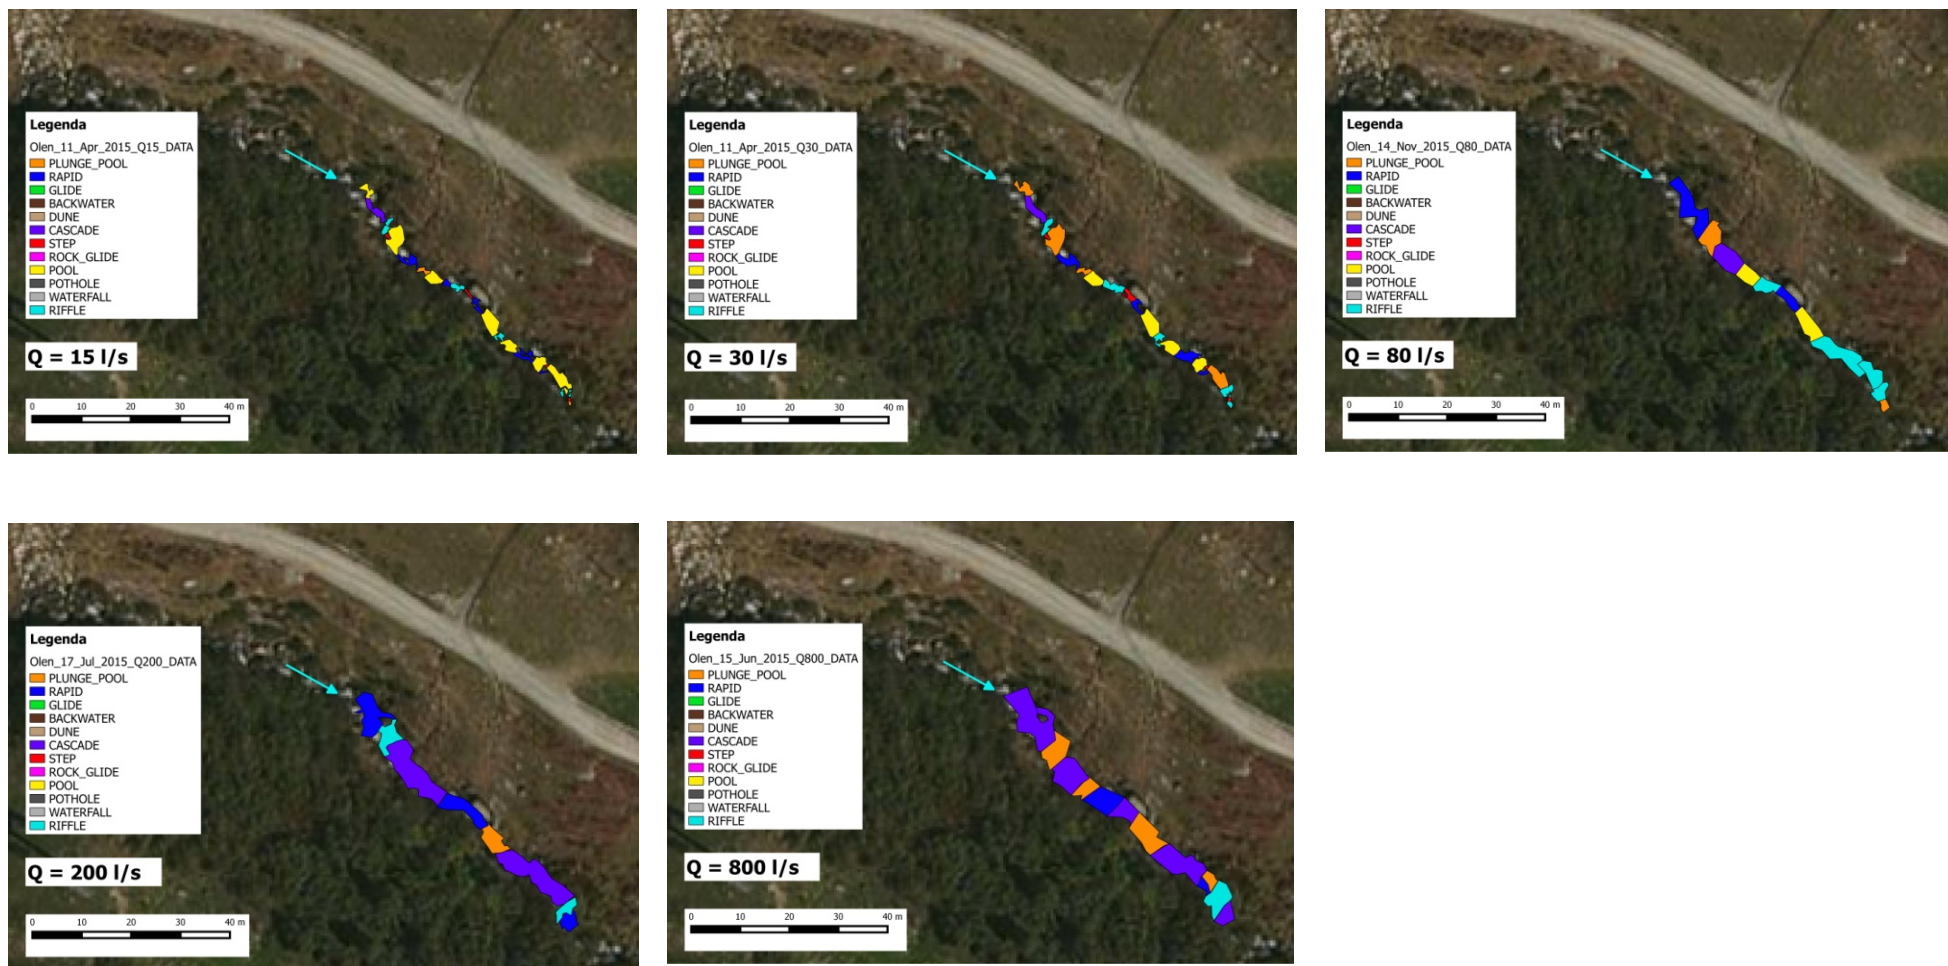 Legenda
Olen_11_Apr_2015_Q15_DATA
PLUNGE_POOL
RAPID
GLIDE
BACKWATER
DUNE
CASCADE
STEP
ROCK_GLIDE
POOL
POTHOLE
WATERFALL
RIFFLE
Q = 15 l/s
0 10 20 30 40 m
Legenda
Olen_11_Apr_2015_Q30_DATA
PLUNGE_POOL
RAPID
GLIDE
BACKWATER
DUNE
CASCADE
STEP
ROCK_GLIDE
POOL
POTHOLE
WATERFALL
RIFFLE
Q = 30 l/s
0 10 20 30 40 m
Legenda
Olen_14_Nov_2015_Q80_DATA
PLUNGE_POOL
RAPID
GLIDE
BACKWATER
DUNE
CASCADE
STEP
ROCK_GLIDE
POOL
POTHOLE
WATERFALL
RIFFLE
Q = 80 l/s
0 10 20 30 40 m
Legenda
Olen_17_Jul_2015_Q200_DATA
PLUNGE_POOL
RAPID
GLIDE
BACKWATER
DUNE
CASCADE
STEP
ROCK_GLIDE
POOL
POTHOLE
WATERFALL
RIFFLE
Q = 200 l/s
0 10 20 30 40 m
Legenda
Olen_15_Jun_2015_Q800_DATA
PLUNGE_POOL
RAPID
GLIDE
BACKWATER
DUNE
CASCADE
STEP
ROCK_GLIDE
POOL
POTHOLE
WATERFALL
RIFFLE
Q = 800 l/s
0 10 20 30 40 m